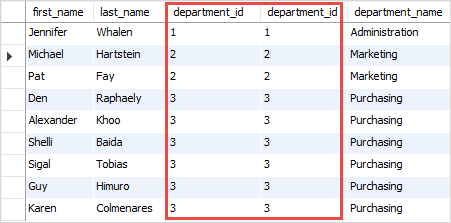 first_name last_name department_id department_id department_name
Jennifer Whalen 1 1 Administration
Michael Hartstein 2 2 Marketing
Pat Fay 2 2 Marketing
Den Raphaely 3 3 Purchasing
Alexander Khoo 3 3 Purchasing
Shelli Baida 3 3 Purchasing
Sigal Tobias 3 3 Purchasing
Guy Himuro 3 3 Purchasing
Karen Colmenares 3 3 Purchasing